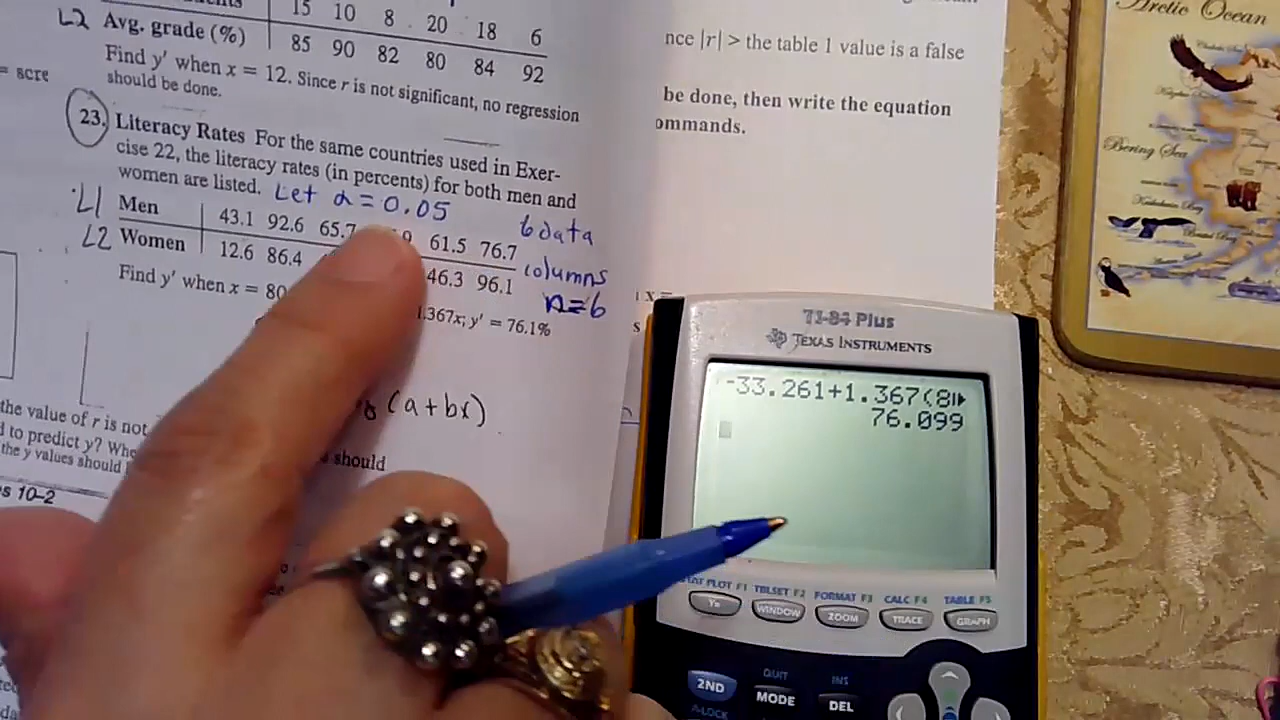 15 10 8 20 18 6
L2 Avg. grade (%) 85 90 82 80 84 92
Find y′ when x = 12. Since r is not significant, no regression
should be done.
= scre
23. Literacy Rates For the same countries used in Exer-
cise 22, the literacy rates (in percents) for both men and
women are listed. Let α = 0.05
L1 Men 43.1 92.6 65.7 61.5 76.7
L2 Women 12.6 86.4 46.3 96.1
6 data
columns
n=6
Find y′ when x = 80
.367x; y′ = 76.1%
(a+bx)
the value of r is not
to predict y?
the y values should
should
10–2
nce |r| > the table 1 value is a false
be done, then write the equation
ommands.
Arctic Ocean
Bering Sea
TI-84 Plus
TEXAS INSTRUMENTS
-33.261+1.367(8
76.099
STAT PLOT F1 TBLSET F2 FORMAT F3 CALC F4 TABLE F5
Y= WINDOW ZOOM TRACE GRAPH
QUIT INS
2ND MODE DEL
A-LOCK